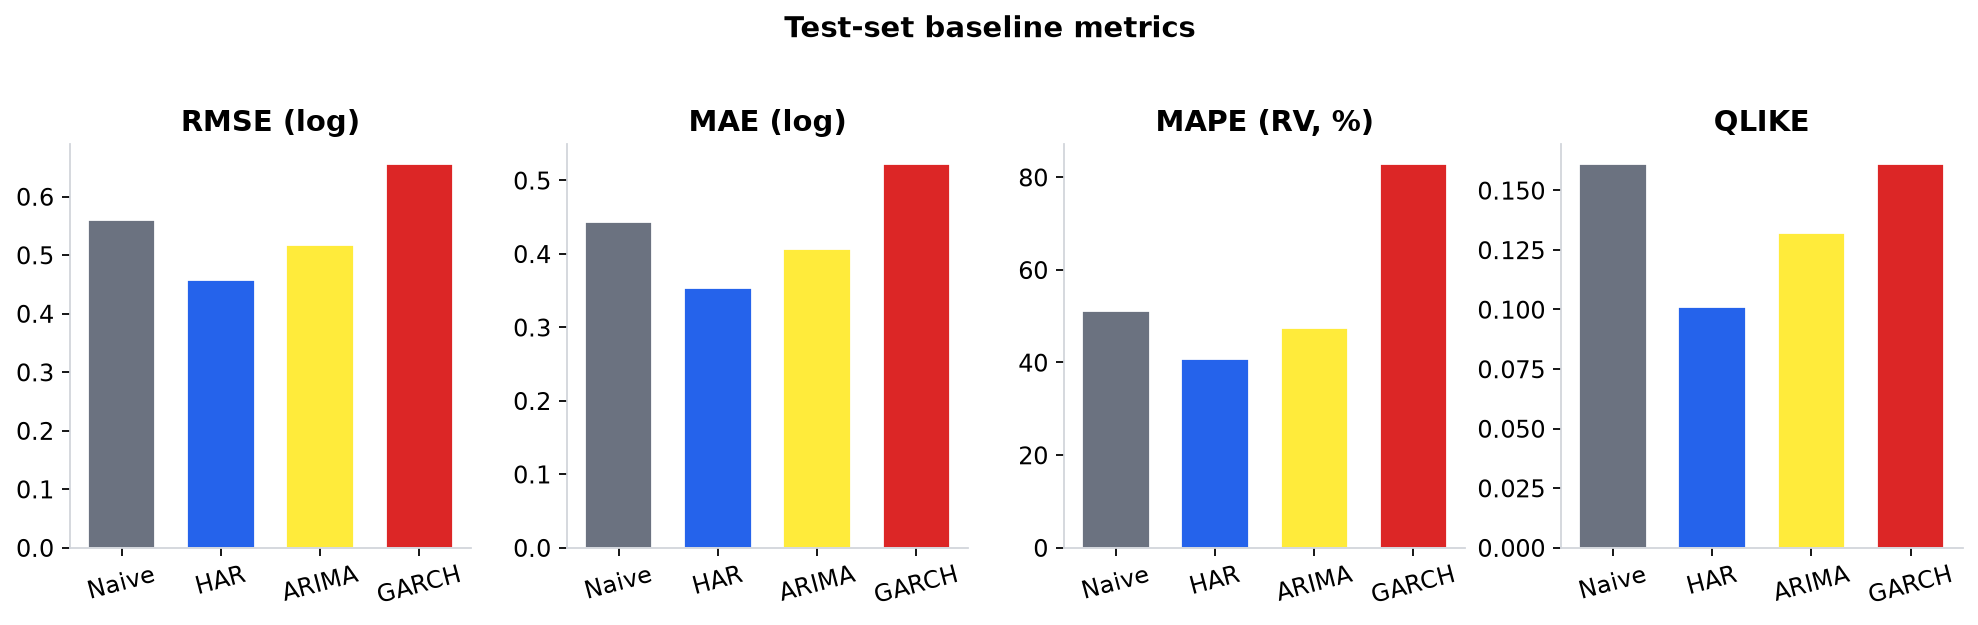 Test-set baseline metrics
RMSE (log)
0.6
0.5
0.4
0.3
0.2
0.1
0.0
Naive HAR ARIMA GARCH
MAE (log)
0.5
0.4
0.3
0.2
0.1
0.0
Naive HAR ARIMA GARCH
MAPE (RV, %)
80
60
40
20
0
Naive HAR ARIMA GARCH
QLIKE
0.150
0.125
0.100
0.075
0.050
0.025
0.000
Naive HAR ARIMA GARCH